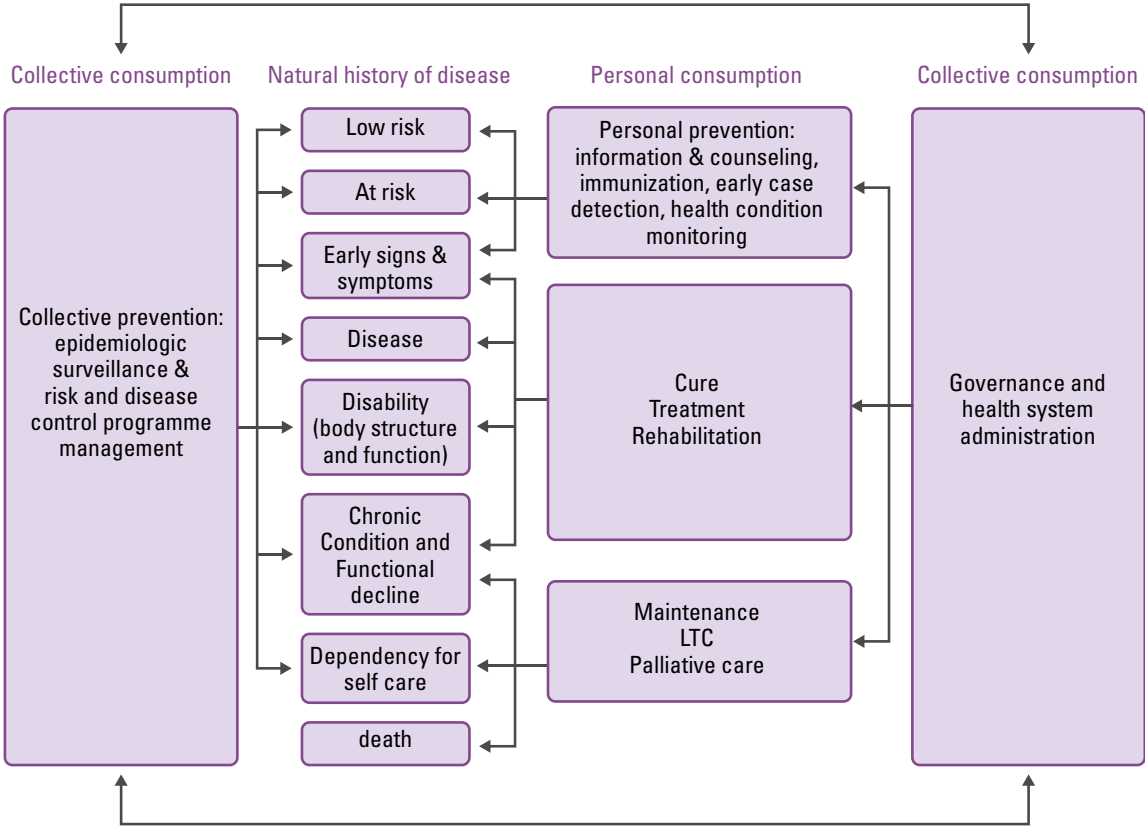 Collective consumption
Natural history of disease
Personal consumption
Collective consumption
Collective prevention:
epidemiologic
surveillance &
risk and disease
control programme
management
Low risk
At risk
Early signs &
symptoms
Disease
Disability
(body structure
and function)
Chronic
Condition and
Functional
decline
Dependency for
self care
death
Personal prevention:
information & counseling,
immunization, early case
detection, health condition
monitoring
Cure
Treatment
Rehabilitation
Maintenance
LTC
Palliative care
Governance and
health system
administration